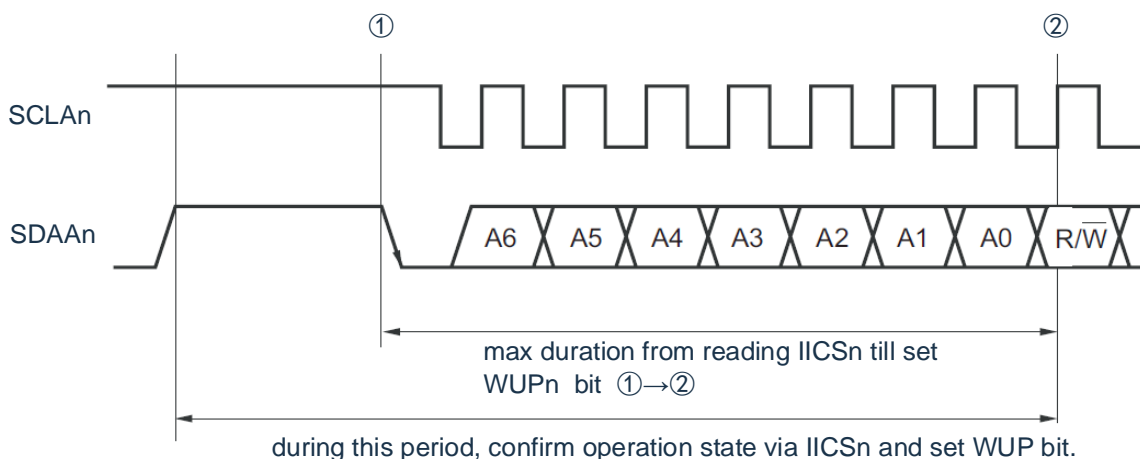 ① ②
SCLAn
SDAAn A6 A5 A4 A3 A2 A1 A0 R/W̅
max duration from reading IICSn till set
WUPn bit ①→②
during this period, confirm operation state via IICSn and set WUP bit.